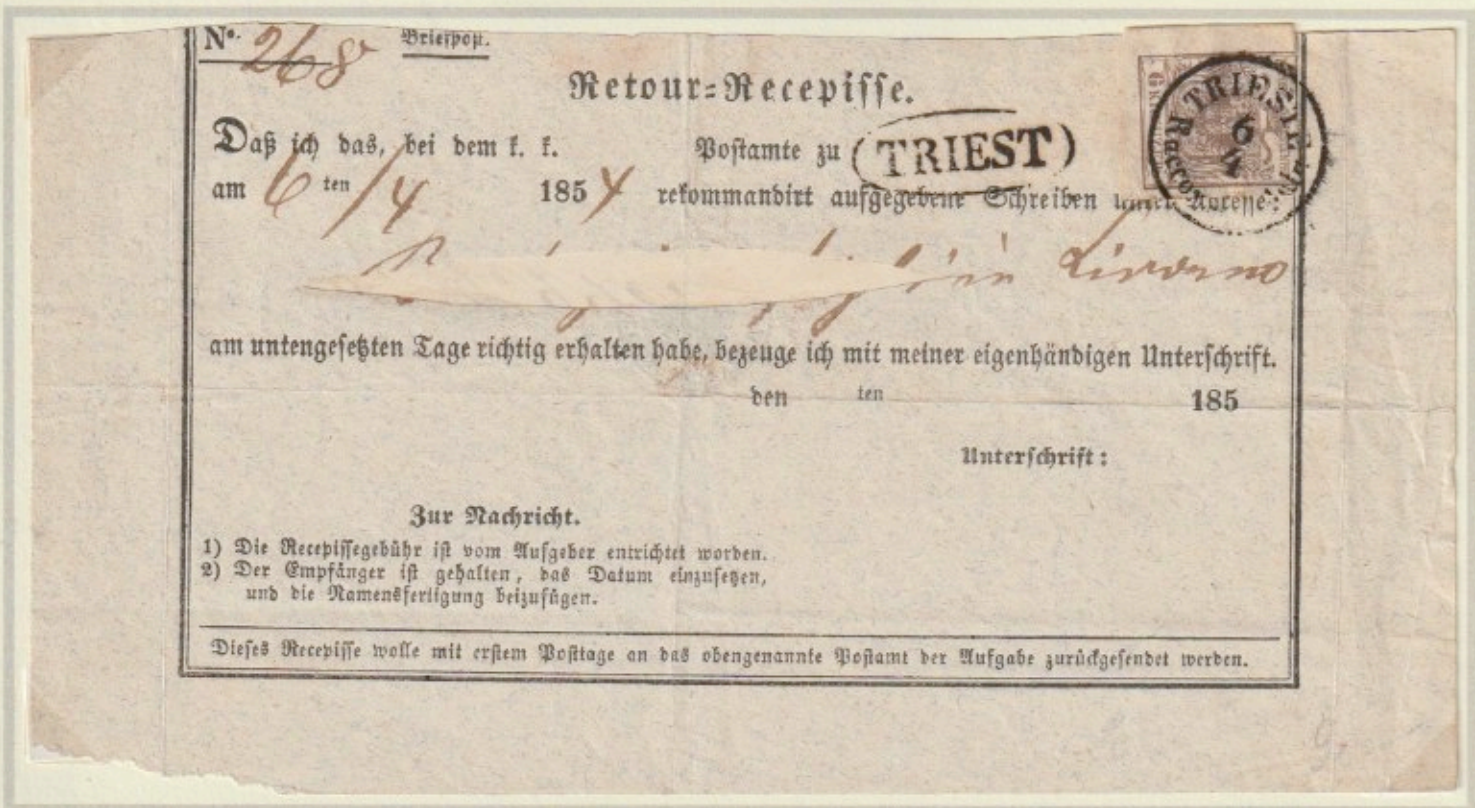 No. 268 Briefpost.
Retour=Recepisse.
Daß ich das, bei dem k. k. Postamte zu (TRIEST)
am 6 ten /4 1854 rekommandirt aufgegebene Schreiben unter Adresse:
in Livorno
am untengesetzten Tage richtig erhalten habe, bezeuge ich mit meiner eigenhändigen Unterschrift.
den ten 185
Unterschrift:
Zur Nachricht.
1) Die Recepissegebühr ist vom Aufgeber entrichtet worden.
2) Der Empfänger ist gehalten, das Datum einzusetzen,
und die Namensfertigung beizufügen.
Dieses Recepisse wolle mit erstem Posttage an das obengenannte Postamt der Aufgabe zurückgesendet werden.
TRIESTE
6
4